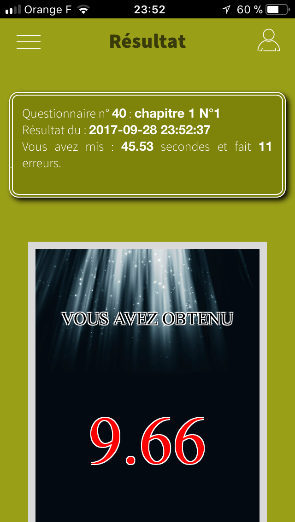 Orange F 23:52 60 %
Résultat
Questionnaire n° 40 : chapitre 1 N°1
Résultat du : 2017-09-28 23:52:37
Vous avez mis : 45.53 secondes et fait 11
erreurs.
VOUS AVEZ OBTENU
9.66